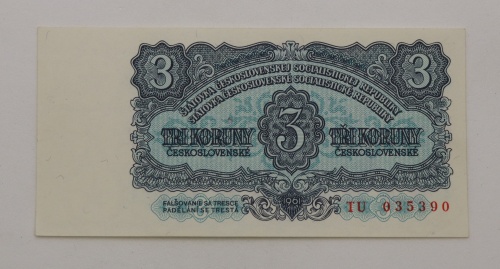 3 3
ŠTÁTOVKA ČESKOSLOVENSKEJ SOCIALISTICKEJ REPUBLIKY
STÁTOVKA ČESKOSLOVENSKÉ SOCIALISTICKÉ REPUBLIKY
TRI KORUNY 3 TŘI KORUNY
ČESKOSLOVENSKÉ ČESKOSLOVENSKÉ
FALŠOVANIE SA TRESCE
PADĚLÁNÍ SE TRESTÁ
1961
TU 035390